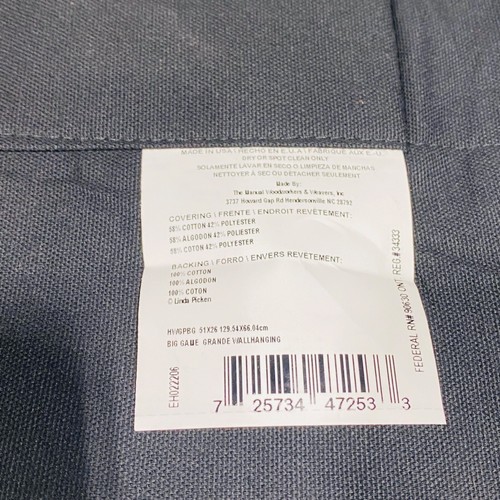 MADE IN USA \ HECHO EN E.U.A \ FABRIQUÉ AUX E.-U.
DRY OR SPOT CLEAN ONLY
SOLAMENTE LAVAR EN SECO O LIMPIEZA DE MANCHAS
NETTOYER À SEC OU DÉTACHER SEULEMENT
Made By:
The Manual Woodworkers & Weavers, Inc
3737 Howard Gap Rd Hendersonville NC 28792
COVERING \ FRENTE \ ENDROIT REVÊTEMENT:
58% COTTON 42% POLYESTER
58% ALGODON 42% POLIESTER
58% COTON 42% POLYESTER
BACKING \ FORRO \ ENVERS REVÊTEMENT:
100% COTTON
100% ALGODON
100% COTON
© Linda Picken
HWGPBG 51X26 129.54X66.04cm
BIG GAME GRANDE WALLHANGING
EH022206
FEDERAL RN# 90630 ONT. REG.# 34333
7 25734 47253 3